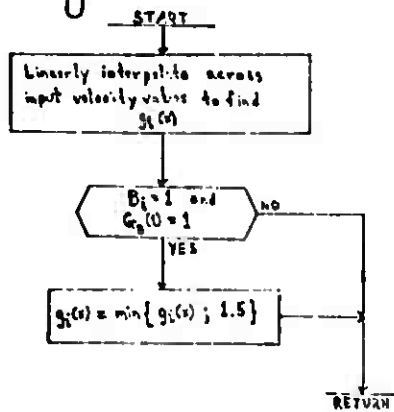 START
Linearly interpolate across
input velocity values to find
gi(x)
Bi = 1 and
GB(i) = 1
NO
YES
gi(x) = min{ gi(x) ; 1.5}
RETURN